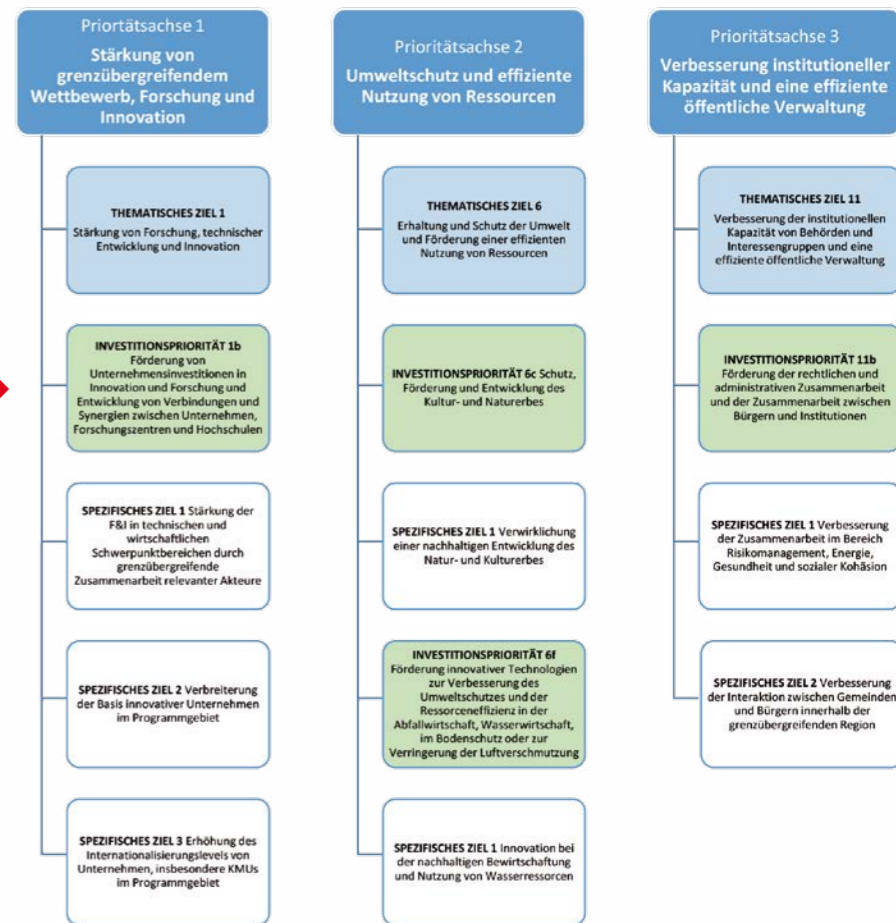 Priortätsachse 1
Stärkung von
grenzübergreifendem
Wettbewerb, Forschung und
Innovation
THEMATISCHES ZIEL 1
Stärkung von Forschung, technischer
Entwicklung und Innovation
INVESTITIONSPRIORITÄT 1b
Förderung von
Unternehmensinvestitionen in
Innovation und Forschung und
Entwicklung von Verbindungen und
Synergien zwischen Unternehmen,
Forschungszentren und Hochschulen
SPEZIFISCHES ZIEL 1 Stärkung der
F&I in technischen und
wirtschaftlichen
Schwerpunktbereichen durch
grenzübergreifende
Zusammenarbeit relevanter Akteure
SPEZIFISCHES ZIEL 2 Verbreiterung
der Basis innovativer Unternehmen
im Programmgebiet
SPEZIFISCHES ZIEL 3 Erhöhung des
Internationalisierungslevels von
Unternehmen, insbesondere KMUs
im Programmgebiet
Prioritätsachse 2
Umweltschutz und effiziente
Nutzung von Ressourcen
THEMATISCHES ZIEL 6
Erhaltung und Schutz der Umwelt
und Förderung einer effizienten
Nutzung von Ressourcen
INVESTITIONSPRIORITÄT 6c Schutz,
Förderung und Entwicklung des
Kultur- und Naturerbes
SPEZIFISCHES ZIEL 1 Verwirklichung
einer nachhaltigen Entwicklung des
Natur- und Kulturerbes
INVESTITIONSPRIORITÄT 6f
Förderung innovativer Technologien
zur Verbesserung des
Umweltschutzes und der
Ressorceneffizienz in der
Abfallwirtschaft, Wasserwirtschaft,
im Bodenschutz oder zur
Verringerung der Luftverschmutzung
SPEZIFISCHES ZIEL 1 Innovation bei
der nachhaltigen Bewirtschaftung
und Nutzung von Wasserressorcen
Prioritätsachse 3
Verbesserung institutioneller
Kapazität und eine effiziente
öffentliche Verwaltung
THEMATISCHES ZIEL 11
Verbesserung der institutionellen
Kapazität von Behörden und
Interessengruppen und eine
effiziente öffentliche Verwaltung
INVESTITIONSPRIORITÄT 11b
Förderung der rechtlichen und
administrativen Zusammenarbeit
und der Zusammenarbeit zwischen
Bürgern und Institutionen
SPEZIFISCHES ZIEL 1 Verbesserung
der Zusammenarbeit im Bereich
Risikomanagement, Energie,
Gesundheit und sozialer Kohäsion
SPEZIFISCHES ZIEL 2 Verbesserung
der Interaktion zwischen Gemeinden
und Bürgern innerhalb der
grenzübergreifenden Region